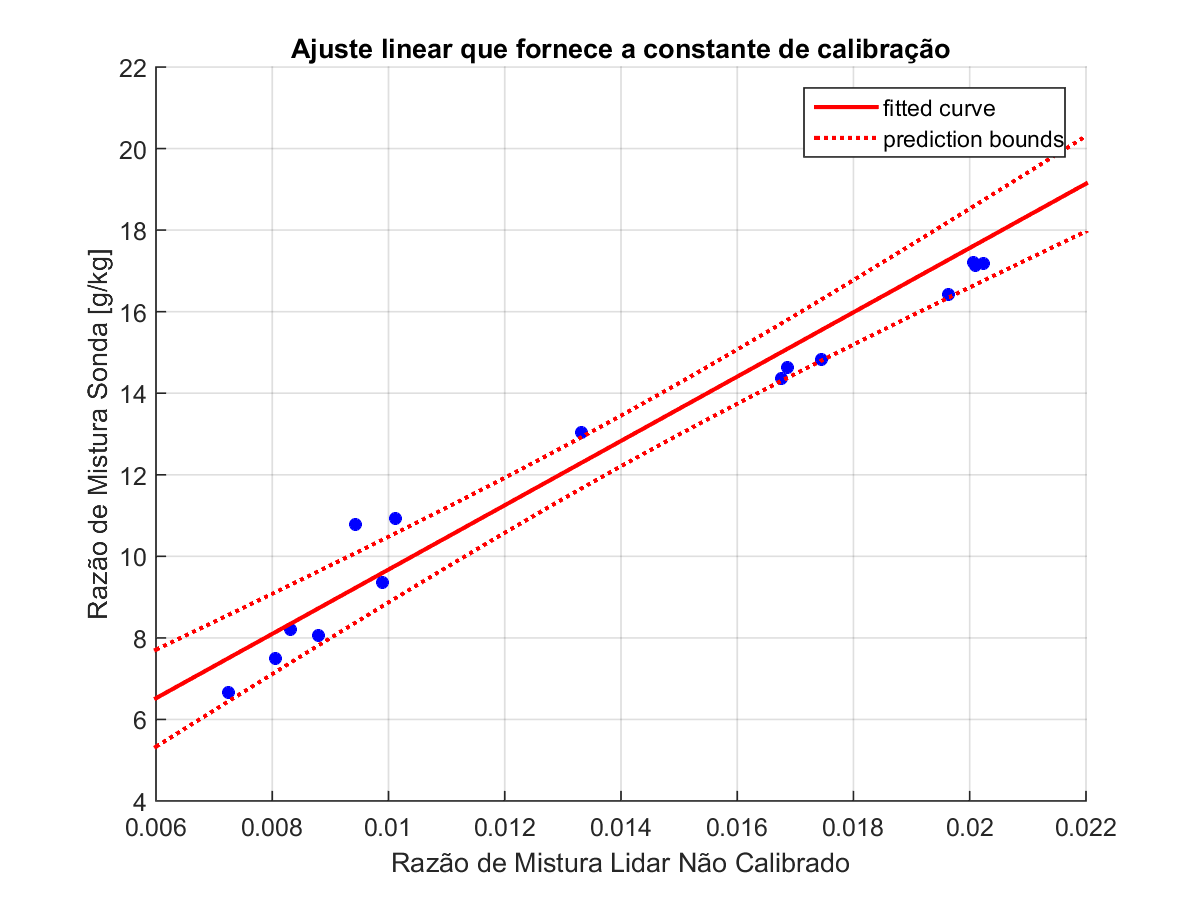 Ajuste linear que fornece a constante de calibração
fitted curve
prediction bounds
22
20
18
16
14
12
10
8
6
4
Razão de Mistura Sonda [g/kg]
0.006 0.008 0.01 0.012 0.014 0.016 0.018 0.02 0.022
Razão de Mistura Lidar Não Calibrado